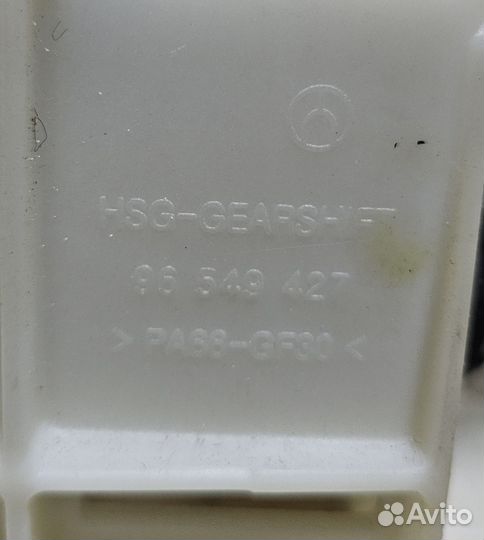 HSG-GEARSHIFT
96 549 427
> PA66-GF30 <
Avito